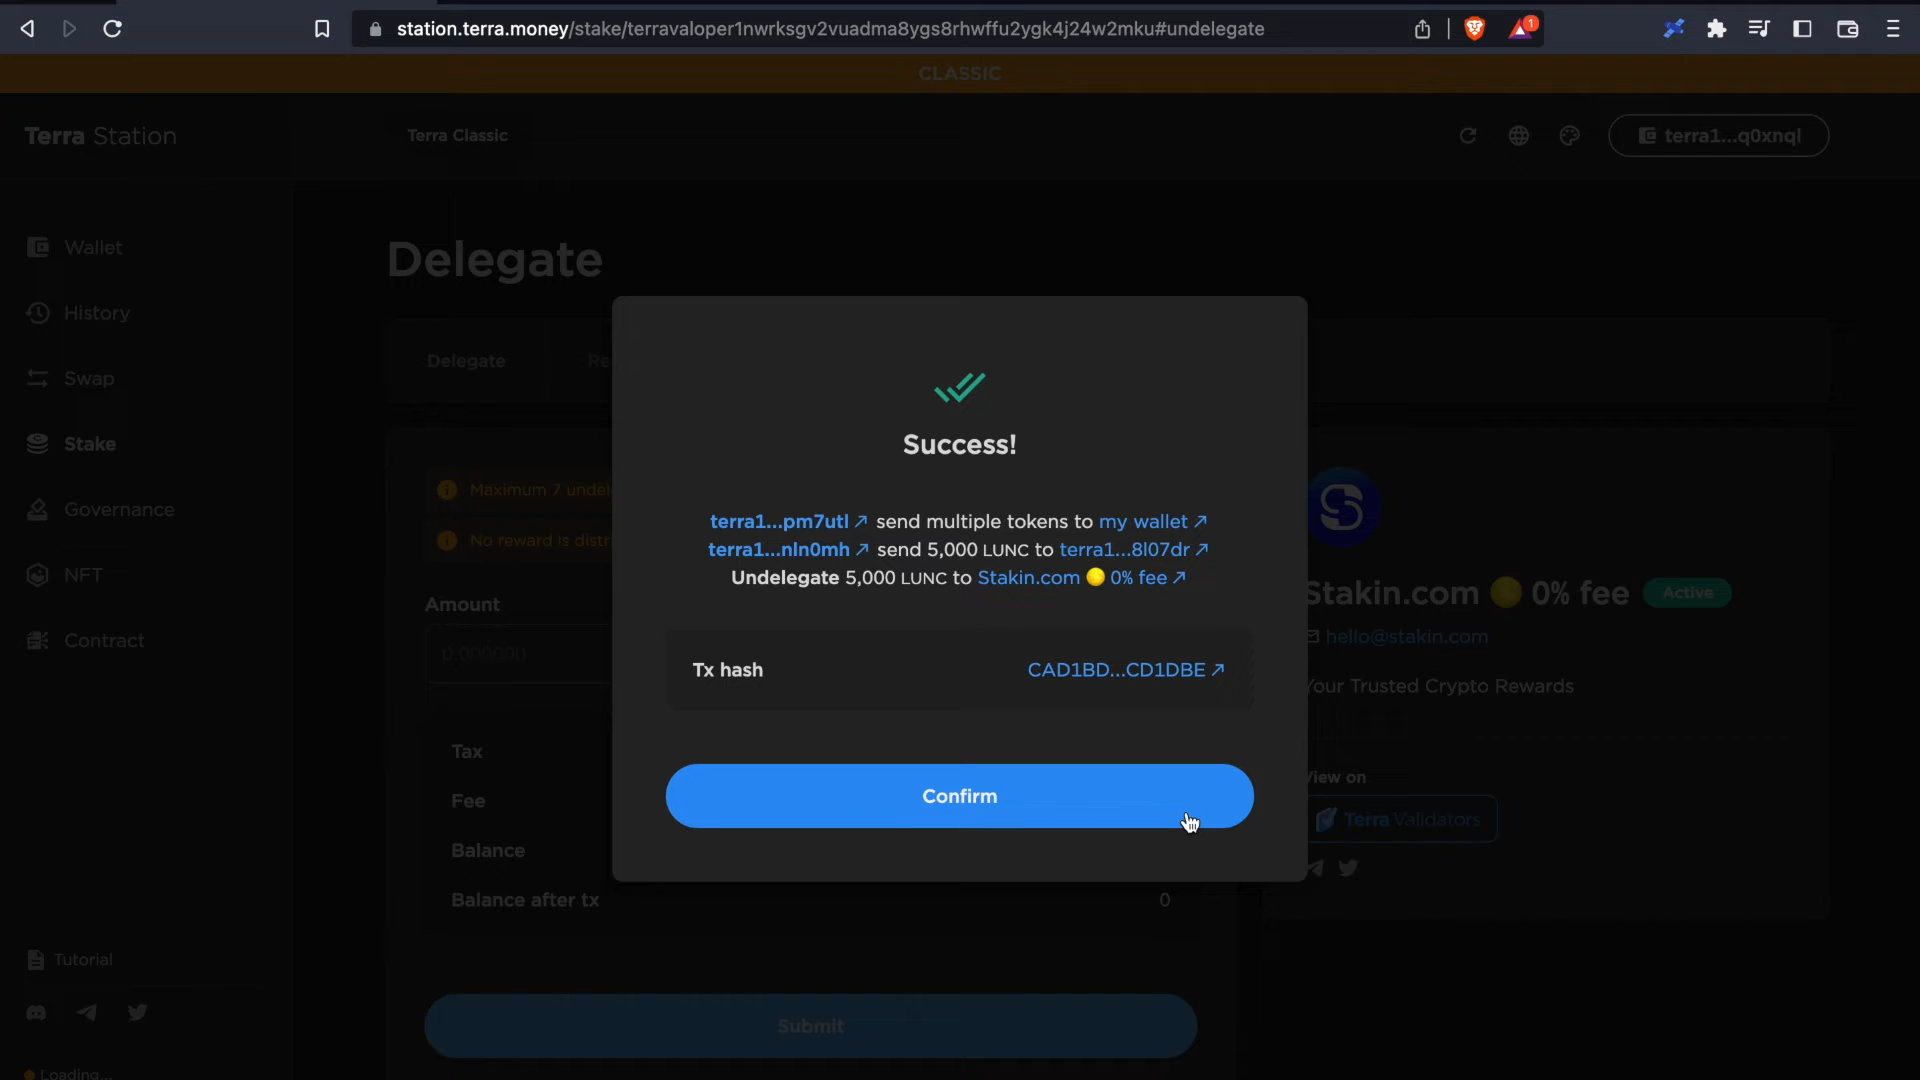 station.terra.money/stake/terravaloper1nwrksgv2vuadma8ygs8rhwffu2ygk4j24w2mku#undelegate
1
CLASSIC
Terra Station
Terra Classic
terra1...q0xnql
Wallet
History
Swap
Stake
Governance
NFT
Contract
Tutorial
Loading...
Delegate
Delegate
Re
Maximum 7 undel
No reward is distr
Amount
0.000000
Tax
Fee
Balance
Balance after tx
0
Submit
Success!
terra1...pm7utl ↗ send multiple tokens to my wallet ↗
terra1...nln0mh ↗ send 5,000 LUNC to terra1...8l07dr ↗
Undelegate 5,000 LUNC to Stakin.com 🟡 0% fee ↗
Tx hash
CAD1BD...CD1DBE ↗
Confirm
Stakin.com 🟡 0% fee
Active
hello@stakin.com
Your Trusted Crypto Rewards
View on
Terra Validators